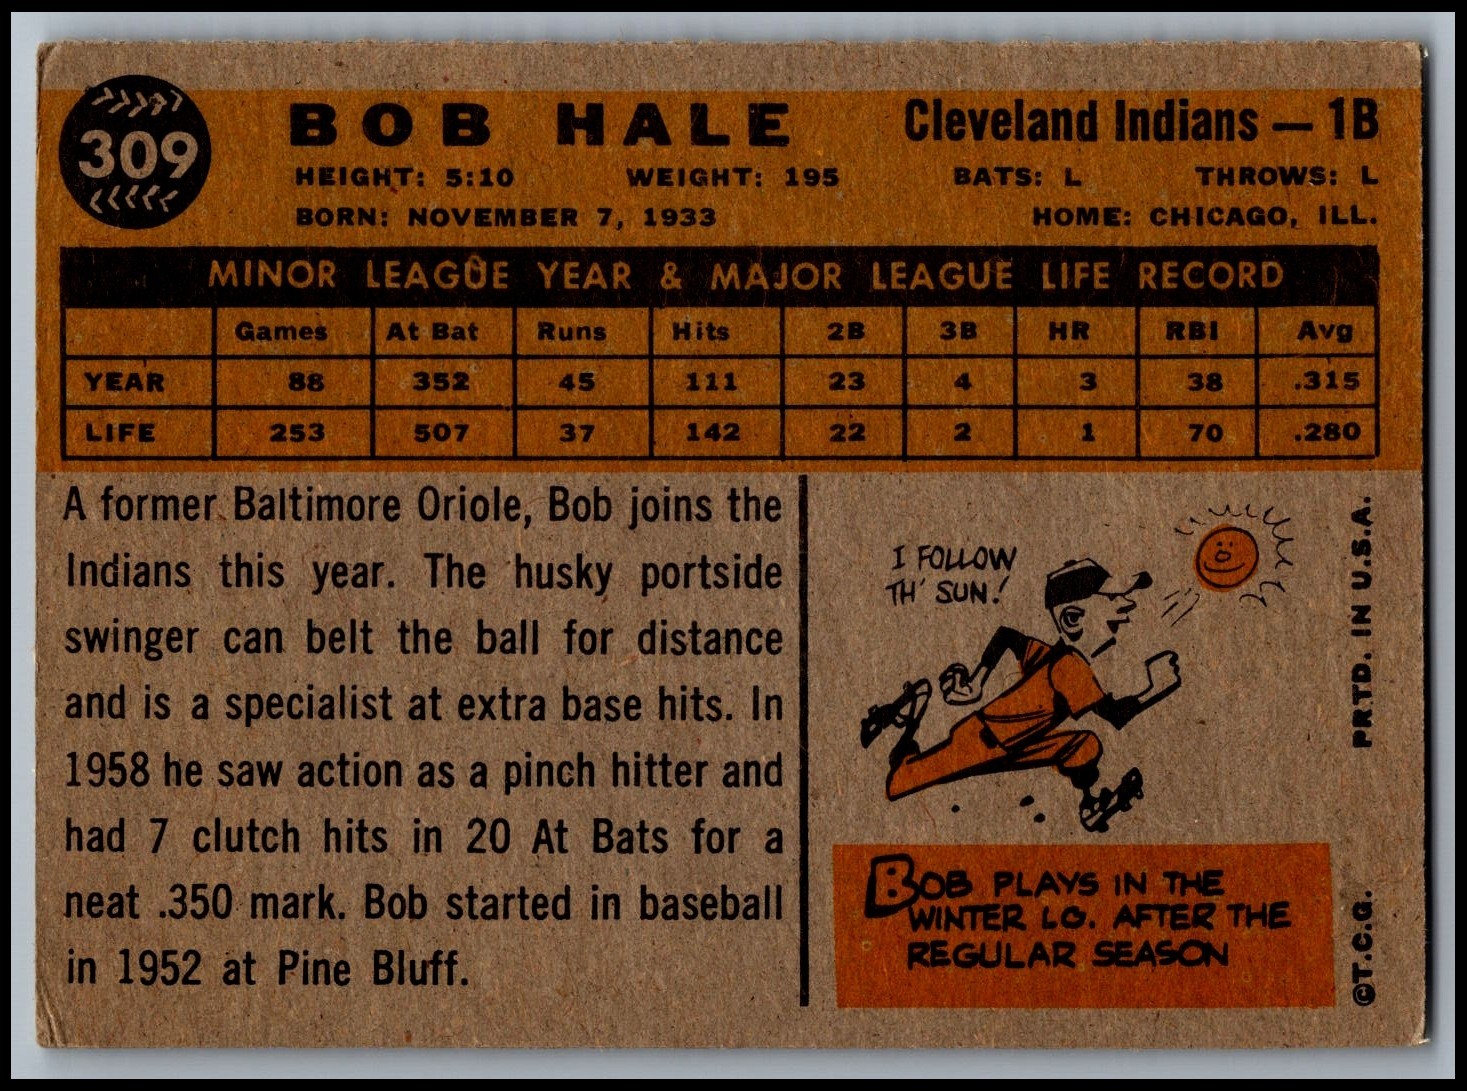 309
BOB HALE
Cleveland Indians — 1B
HEIGHT: 5:10 WEIGHT: 195 BATS: L THROWS: L
BORN: NOVEMBER 7, 1933 HOME: CHICAGO, ILL.
MINOR LEAGUE YEAR & MAJOR LEAGUE LIFE RECORD
Games At Bat Runs Hits 2B 3B HR RBI Avg
YEAR 88 352 45 111 23 4 3 38 .315
LIFE 253 507 37 142 22 2 1 70 .280
A former Baltimore Oriole, Bob joins the
Indians this year. The husky portside
swinger can belt the ball for distance
and is a specialist at extra base hits. In
1958 he saw action as a pinch hitter and
had 7 clutch hits in 20 At Bats for a
neat .350 mark. Bob started in baseball
in 1952 at Pine Bluff.
I FOLLOW
TH' SUN!
BOB PLAYS IN THE
WINTER LG. AFTER THE
REGULAR SEASON
©T.C.G. PRTD. IN U.S.A.